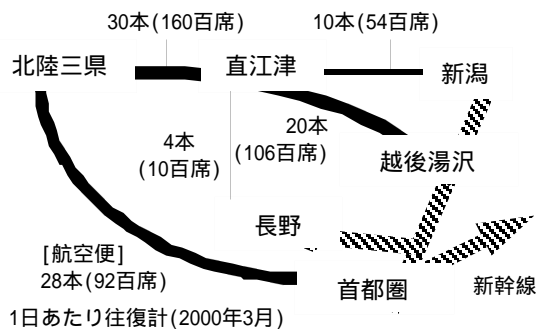 30本(160百席)
10本(54百席)
北陸三県
直江津
新潟
4本
(10百席)
20本
(106百席)
越後湯沢
長野
[航空便]
28本(92百席)
首都圏
新幹線
1日あたり往復計(2000年3月)